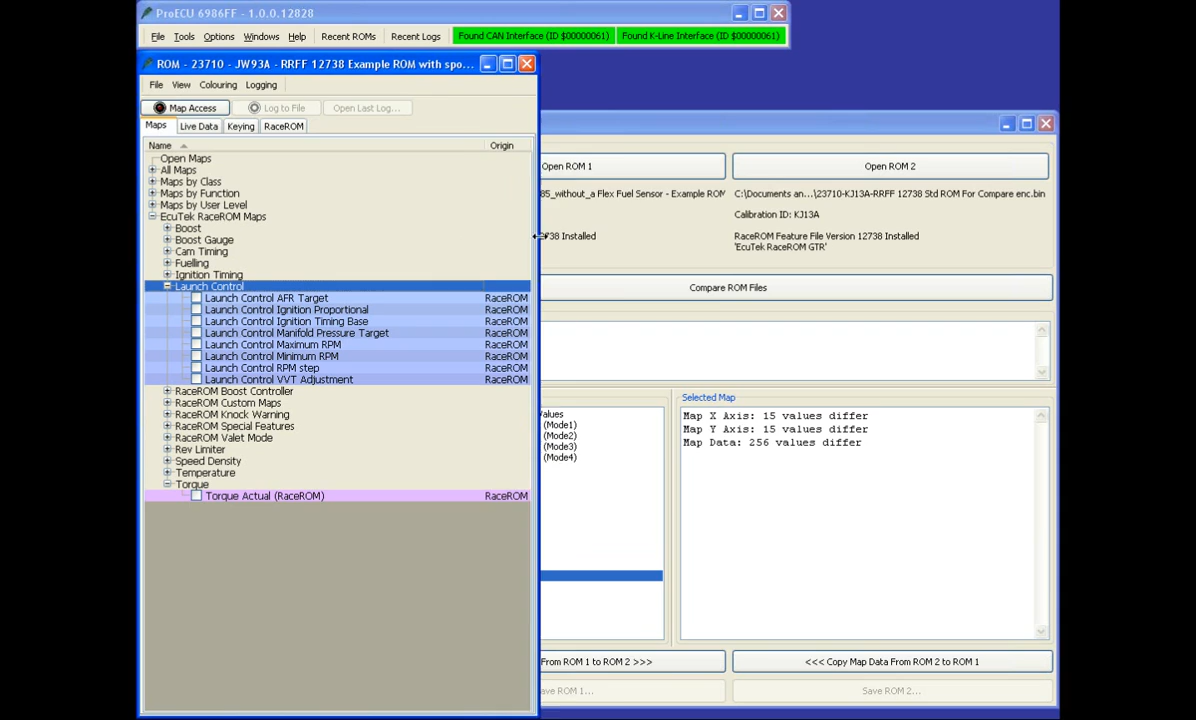 ProECU 6986FF - 1.0.0.12828
File Tools Options Windows Help Recent ROMs Recent Logs Found CAN Interface (ID $00000061) Found K-Line Interface (ID $00000061)
ROM - 23710 - JW93A - RRFF 12738 Example ROM with spo...
File View Colouring Logging
Map Access Log to File Open Last Log...
Maps Live Data Keying RaceROM
Name Origin
Open Maps
All Maps
Maps by Class
Maps by Function
Maps by User Level
EcuTek RaceROM Maps
Boost
Boost Gauge
Cam Timing
Fuelling
Ignition Timing
Launch Control
Launch Control AFR Target RaceROM
Launch Control Ignition Proportional RaceROM
Launch Control Ignition Timing Base RaceROM
Launch Control Manifold Pressure Target RaceROM
Launch Control Maximum RPM RaceROM
Launch Control Minimum RPM RaceROM
Launch Control RPM step RaceROM
Launch Control VVT Adjustment RaceROM
RaceROM Boost Controller
RaceROM Custom Maps
RaceROM Knock Warning
RaceROM Special Features
RaceROM Valet Mode
Rev Limiter
Speed Density
Temperature
Torque
Torque Actual (RaceROM) RaceROM
Open ROM 1 Open ROM 2
85_without_a Flex Fuel Sensor - Example ROM C:\Documents an...\23710-KJ13A-RRFF 12738 Std ROM For Compare enc.bin
Calibration ID: KJ13A
738 Installed RaceROM Feature File Version 12738 Installed
'EcuTek RaceROM GTR'
Compare ROM Files
Selected Map
Values
(Mode1)
(Mode2)
(Mode3)
(Mode4)
Map X Axis: 15 values differ
Map Y Axis: 15 values differ
Map Data: 256 values differ
From ROM 1 to ROM 2 >>> <<< Copy Map Data From ROM 2 to ROM 1
ave ROM 1... Save ROM 2...